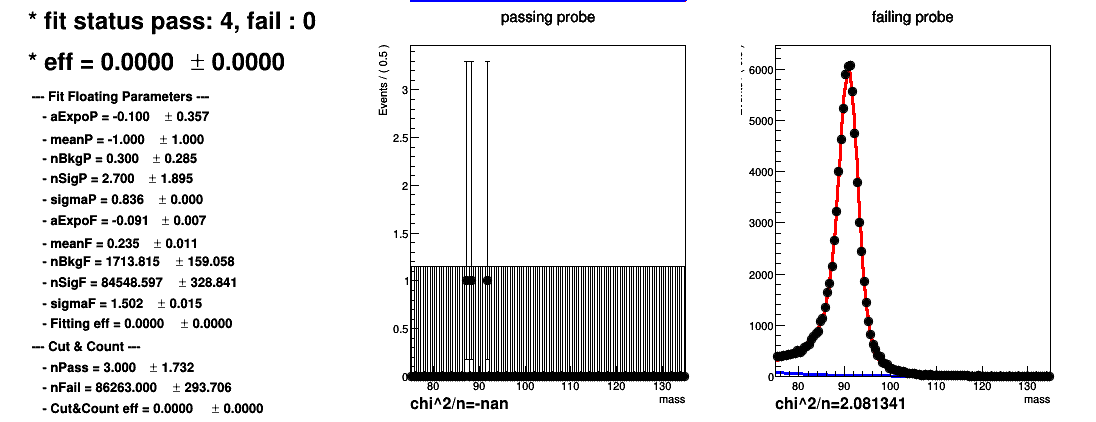 * fit status pass: 4, fail : 0
* eff = 0.0000 ± 0.0000
--- Fit Floating Parameters ---
- aExpoP = -0.100 ± 0.357
- meanP = -1.000 ± 1.000
- nBkgP = 0.300 ± 0.285
- nSigP = 2.700 ± 1.895
- sigmaP = 0.836 ± 0.000
- aExpoF = -0.091 ± 0.007
- meanF = 0.235 ± 0.011
- nBkgF = 1713.815 ± 159.058
- nSigF = 84548.597 ± 328.841
- sigmaF = 1.502 ± 0.015
- Fitting eff = 0.0000 ± 0.0000
--- Cut & Count ---
- nPass = 3.000 ± 1.732
- nFail = 86263.000 ± 293.706
- Cut&Count eff = 0.0000 ± 0.0000
passing probe
Events / ( 0.5 )
3
2.5
2
1.5
1
0.5
0
80 90 100 110 120 130
mass
chi^2/n=-nan
failing probe
6000
5000
4000
3000
2000
1000
0
80 90 100 110 120 130
mass
chi^2/n=2.081341